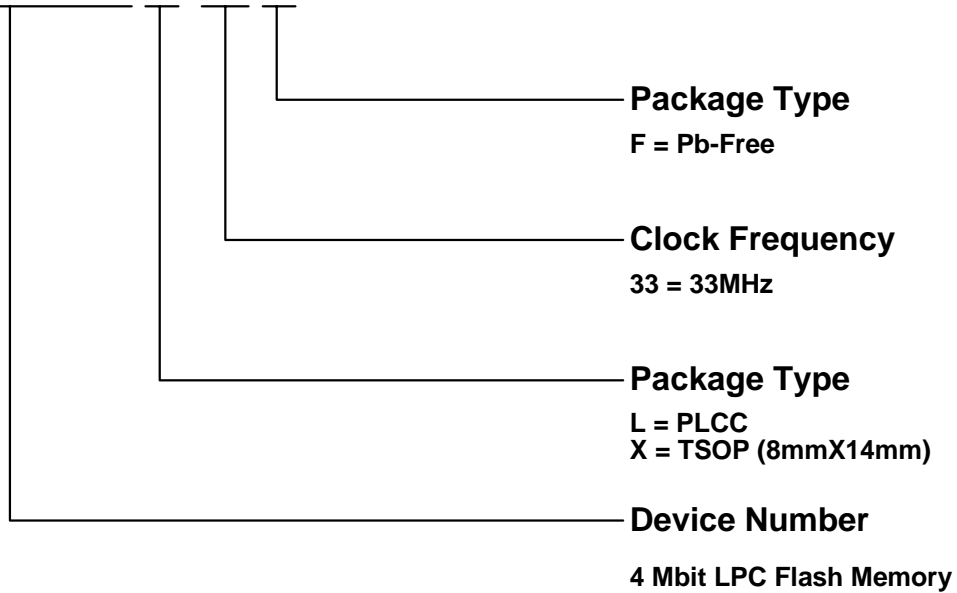 Package Type
F = Pb-Free
Clock Frequency
33 = 33MHz
Package Type
L = PLCC
X = TSOP (8mmX14mm)
Device Number
4 Mbit LPC Flash Memory